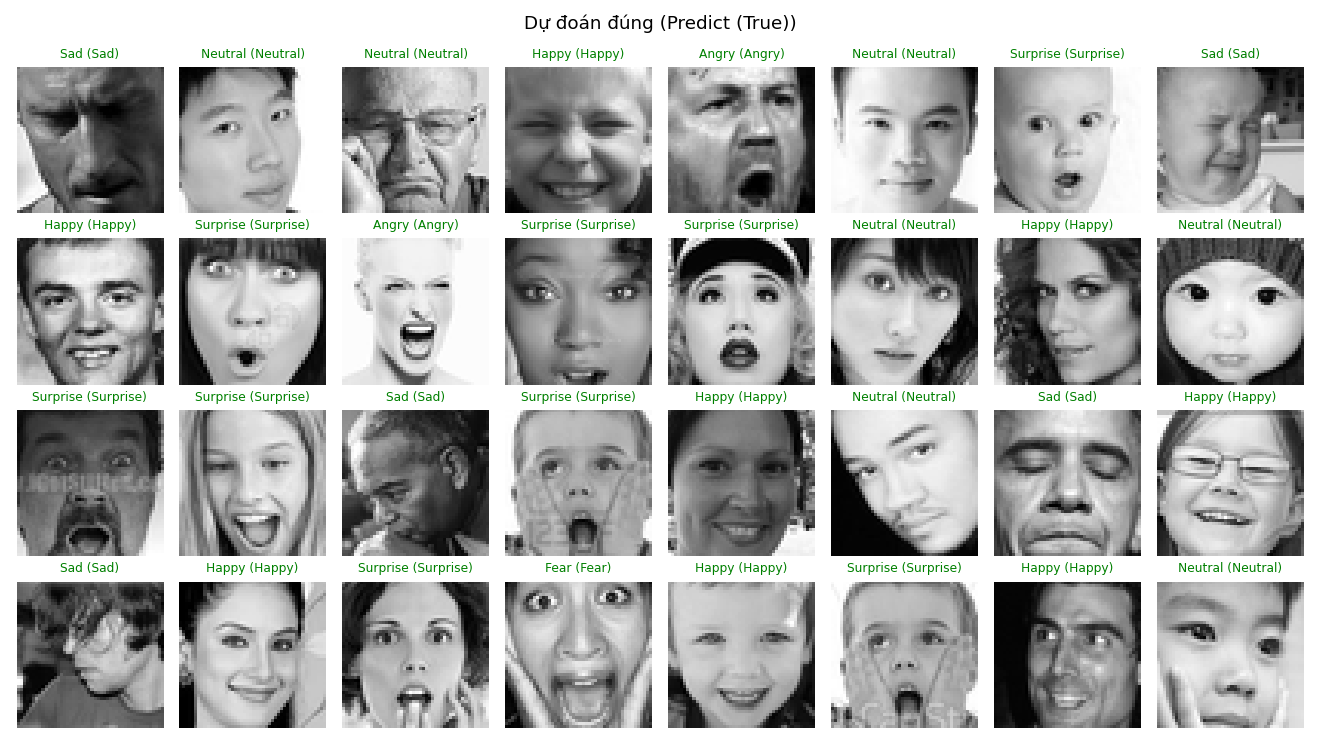 Dự đoán đúng (Predict (True))
Sad (Sad) Neutral (Neutral) Neutral (Neutral) Happy (Happy) Angry (Angry) Neutral (Neutral) Surprise (Surprise) Sad (Sad)
Happy (Happy) Surprise (Surprise) Angry (Angry) Surprise (Surprise) Surprise (Surprise) Neutral (Neutral) Happy (Happy) Neutral (Neutral)
Surprise (Surprise) Surprise (Surprise) Sad (Sad) Surprise (Surprise) Happy (Happy) Neutral (Neutral) Sad (Sad) Happy (Happy)
Sad (Sad) Happy (Happy) Surprise (Surprise) Fear (Fear) Happy (Happy) Surprise (Surprise) Happy (Happy) Neutral (Neutral)